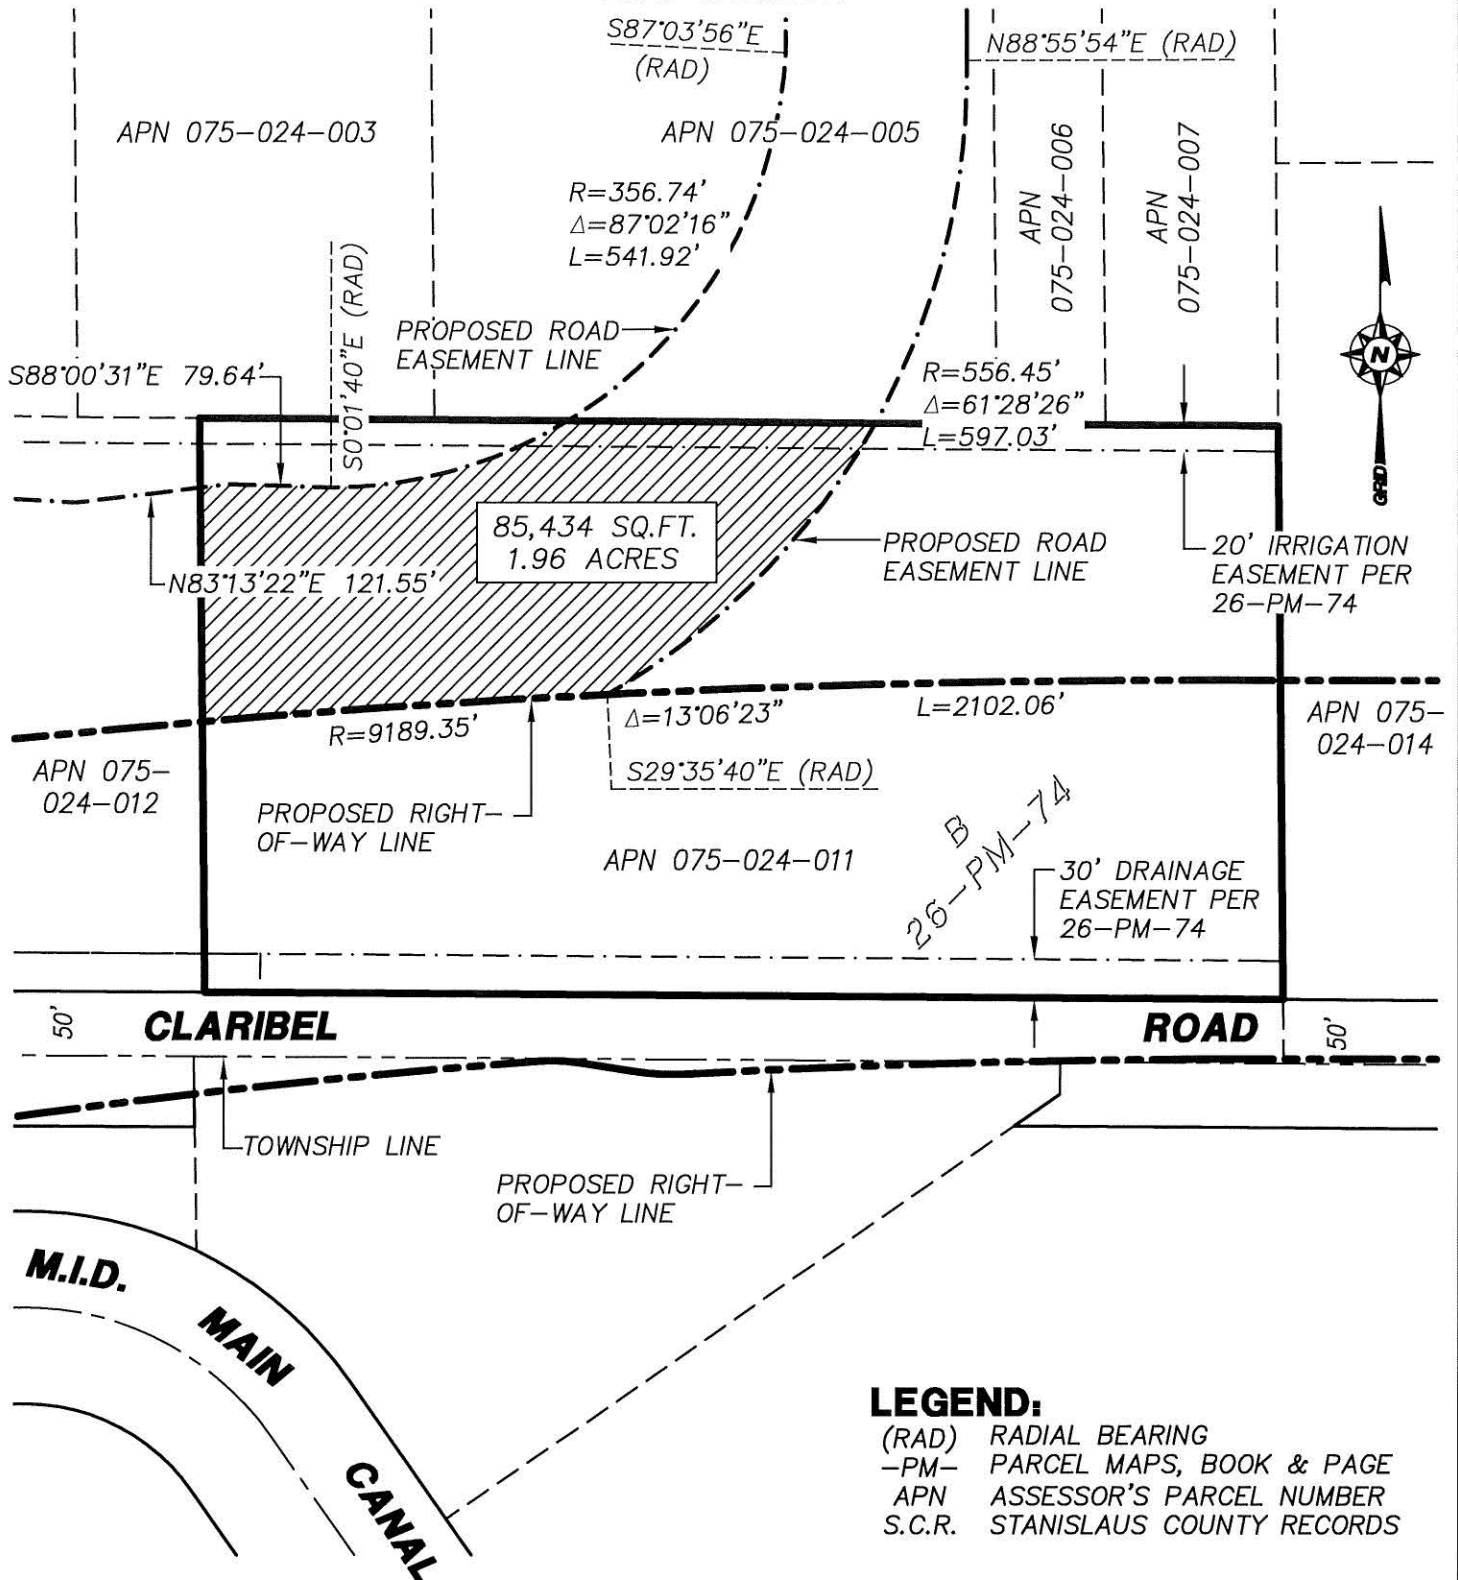 S87°03'56"E
(RAD)
N88°55'54"E (RAD)
APN 075-024-003
APN 075-024-005
APN
075-024-006
APN
075-024-007
R=356.74'
Δ=87°02'16"
L=541.92'
S0°01'40"E (RAD)
PROPOSED ROAD
EASEMENT LINE
S88°00'31"E 79.64'
R=556.45'
Δ=61°28'26"
L=597.03'
N
GRID
85,434 SQ.FT.
1.96 ACRES
PROPOSED ROAD
EASEMENT LINE
20' IRRIGATION
EASEMENT PER
26-PM-74
N83°13'22"E 121.55'
R=9189.35'
Δ=13°06'23"
L=2102.06'
APN 075-
024-014
APN 075-
024-012
S29°35'40"E (RAD)
PROPOSED RIGHT-
OF-WAY LINE
APN 075-024-011
B
26-PM-74
30' DRAINAGE
EASEMENT PER
26-PM-74
50'
CLARIBEL
ROAD
50'
TOWNSHIP LINE
PROPOSED RIGHT-
OF-WAY LINE
M.I.D.
MAIN
CANAL
LEGEND:
(RAD) RADIAL BEARING
-PM- PARCEL MAPS, BOOK & PAGE
APN ASSESSOR'S PARCEL NUMBER
S.C.R. STANISLAUS COUNTY RECORDS